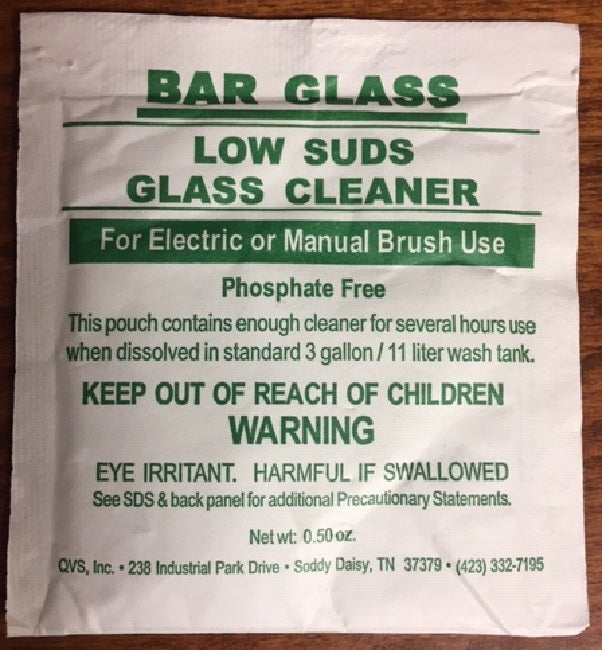 BAR GLASS
LOW SUDS
GLASS CLEANER
For Electric or Manual Brush Use
Phosphate Free
This pouch contains enough cleaner for several hours use
when dissolved in standard 3 gallon / 11 liter wash tank.
KEEP OUT OF REACH OF CHILDREN
WARNING
EYE IRRITANT. HARMFUL IF SWALLOWED
See SDS & back panel for additional Precautionary Statements.
Net wt: 0.50 oz.
QVS, Inc. • 238 Industrial Park Drive • Soddy Daisy, TN 37379 • (423) 332-7195